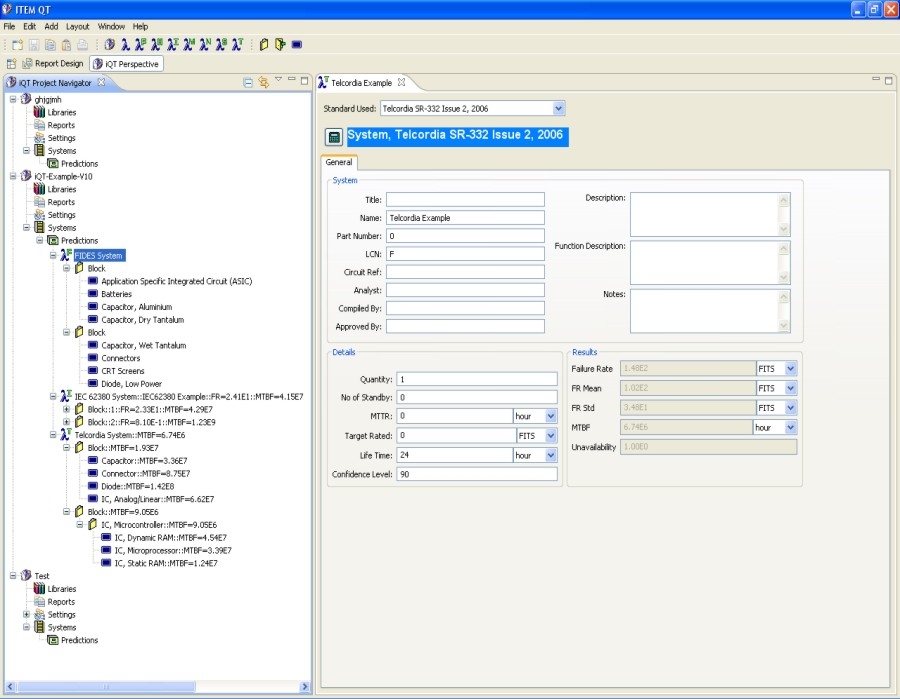 ITEM QT
File Edit Add Layout Window Help
Report Design iQT Perspective
iQT Project Navigator
ghjgjmh
Libraries
Reports
Settings
Systems
Predictions
iQT-Example-V10
Libraries
Reports
Settings
Systems
Predictions
FIDES System
Block
Application Specific Integrated Circuit (ASIC)
Batteries
Capacitor, Aluminium
Capacitor, Dry Tantalum
Block
Capacitor, Wet Tantalum
Connectors
CRT Screens
Diode, Low Power
IEC 62380 System::IEC62380 Example::FR=2.41E1::MTBF=4.15E7
Block::1::FR=2.33E1::MTBF=4.29E7
Block::2::FR=8.10E-1::MTBF=1.23E9
Telcordia System::MTBF=6.74E6
Block::MTBF=1.93E7
Capacitor::MTBF=3.36E7
Connector::MTBF=8.75E7
Diode::MTBF=1.42E8
IC, Analog/Linear::MTBF=6.62E7
Block::MTBF=9.05E6
IC, Microcontroller::MTBF=9.05E6
IC, Dynamic RAM::MTBF=4.54E7
IC, Microprocessor::MTBF=3.39E7
IC, Static RAM::MTBF=1.24E7
Test
Libraries
Reports
Settings
Systems
Predictions
Telcordia Example
Standard Used: Telcordia SR-332 Issue 2, 2006
System, Telcordia SR-332 Issue 2, 2006
General
System
Title:
Name: Telcordia Example
Part Number: 0
LCN: F
Circuit Ref:
Analyst:
Compiled By:
Approved By:
Description:
Function Description:
Notes:
Details
Quantity: 1
No of Standby: 0
MTTR: 0 hour
Target Rated: 0 FITS
Life Time: 24 hour
Confidence Level: 90
Results
Failure Rate 1.48E2 FITS
FR Mean 1.02E2 FITS
FR Std 3.48E1 FITS
MTBF 6.74E6 hour
Unavailability 1.00E0